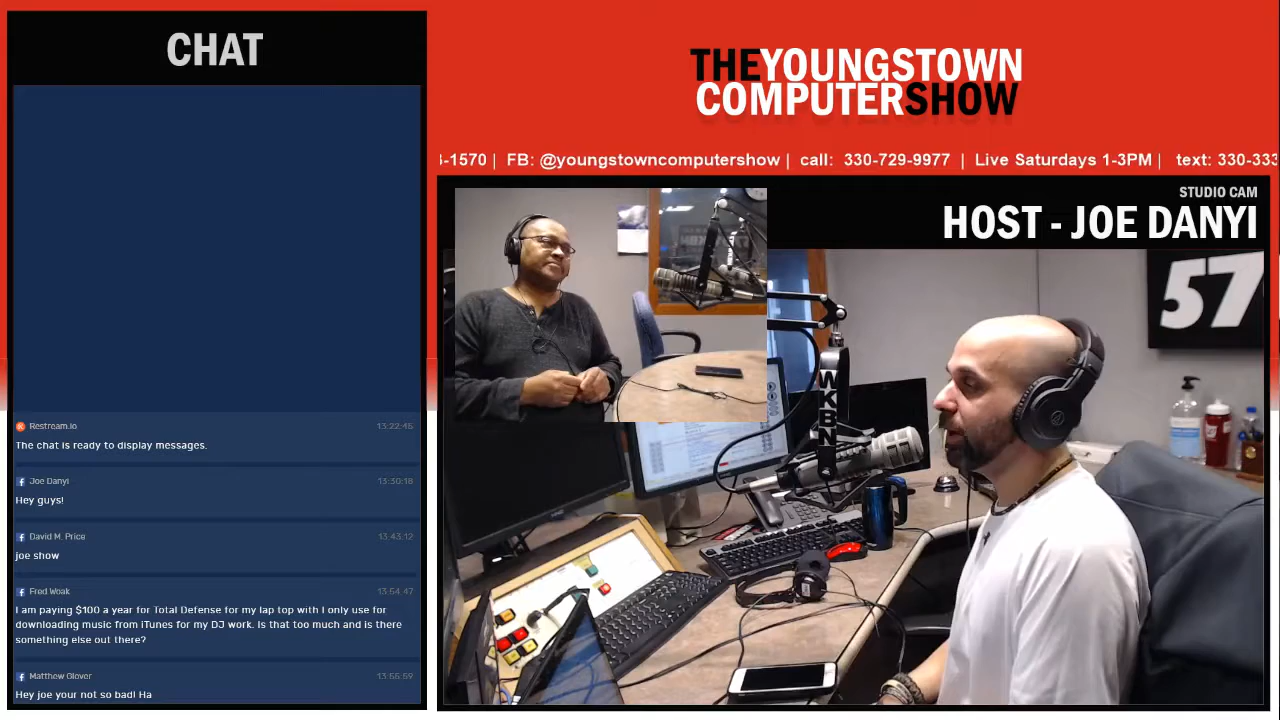 CHAT
Restream.io 13:22:45
The chat is ready to display messages.
Joe Danyi 13:30:18
Hey guys!
David M. Price 13:43:12
joe show
Fred Woak 13:54:47
I am paying $100 a year for Total Defense for my lap top with I only use for
downloading music from iTunes for my DJ work. Is that too much and is there
something else out there?
Matthew Glover 13:55:59
Hey joe your not so bad! Ha
THEYOUNGSTOWN
COMPUTERSHOW
-1570 | FB: @youngstowncomputershow | call: 330-729-9977 | Live Saturdays 1-3PM | text: 330-333
STUDIO CAM
HOST - JOE DANYI
57
WKBN